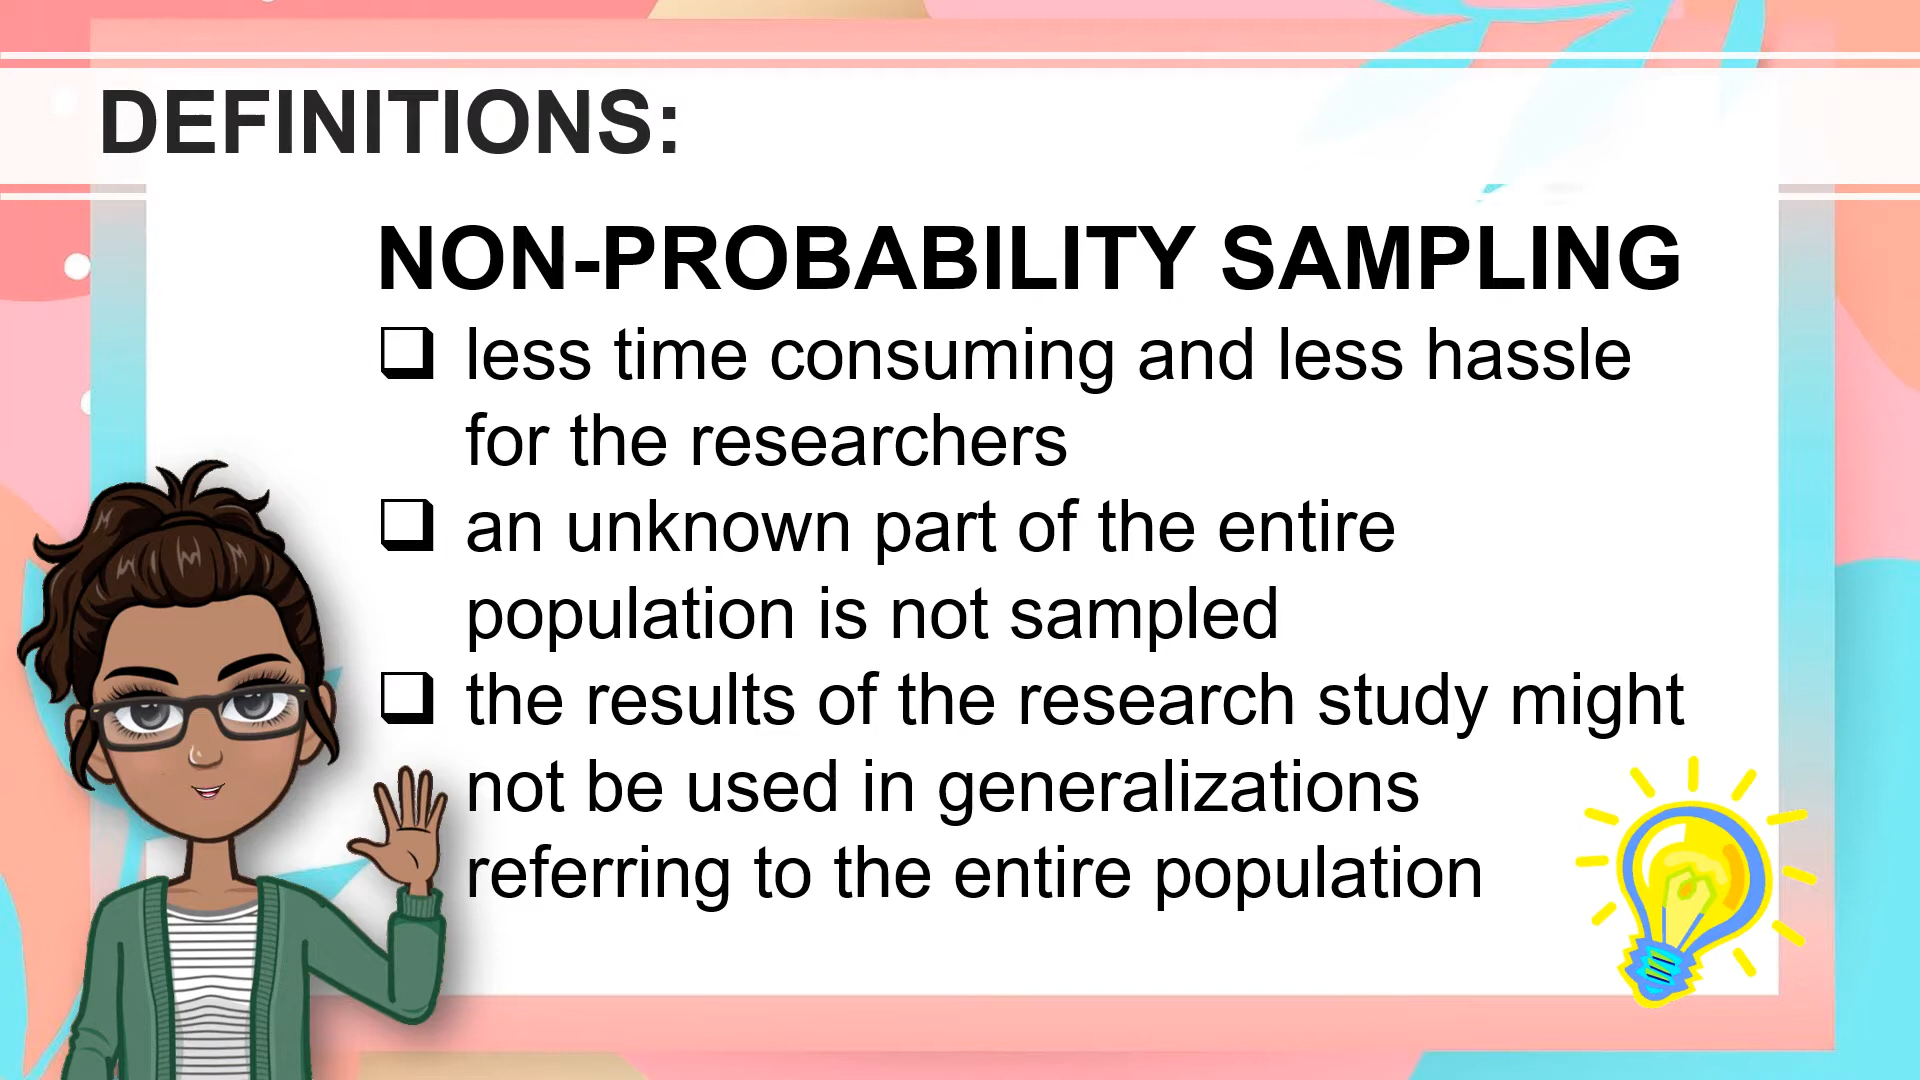 DEFINITIONS:
NON-PROBABILITY SAMPLING
❑ less time consuming and less hassle
for the researchers
❑ an unknown part of the entire
population is not sampled
❑ the results of the research study might
not be used in generalizations
referring to the entire population